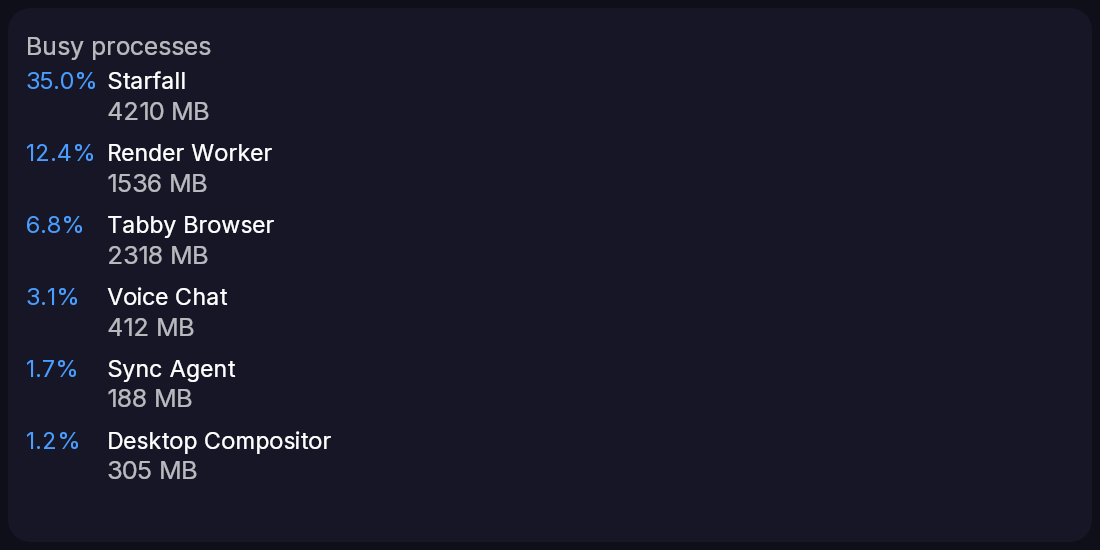 Busy processes
35.0% Starfall
4210 MB
12.4% Render Worker
1536 MB
6.8% Tabby Browser
2318 MB
3.1% Voice Chat
412 MB
1.7% Sync Agent
188 MB
1.2% Desktop Compositor
305 MB